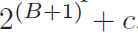 2^{(B+1)} + c.